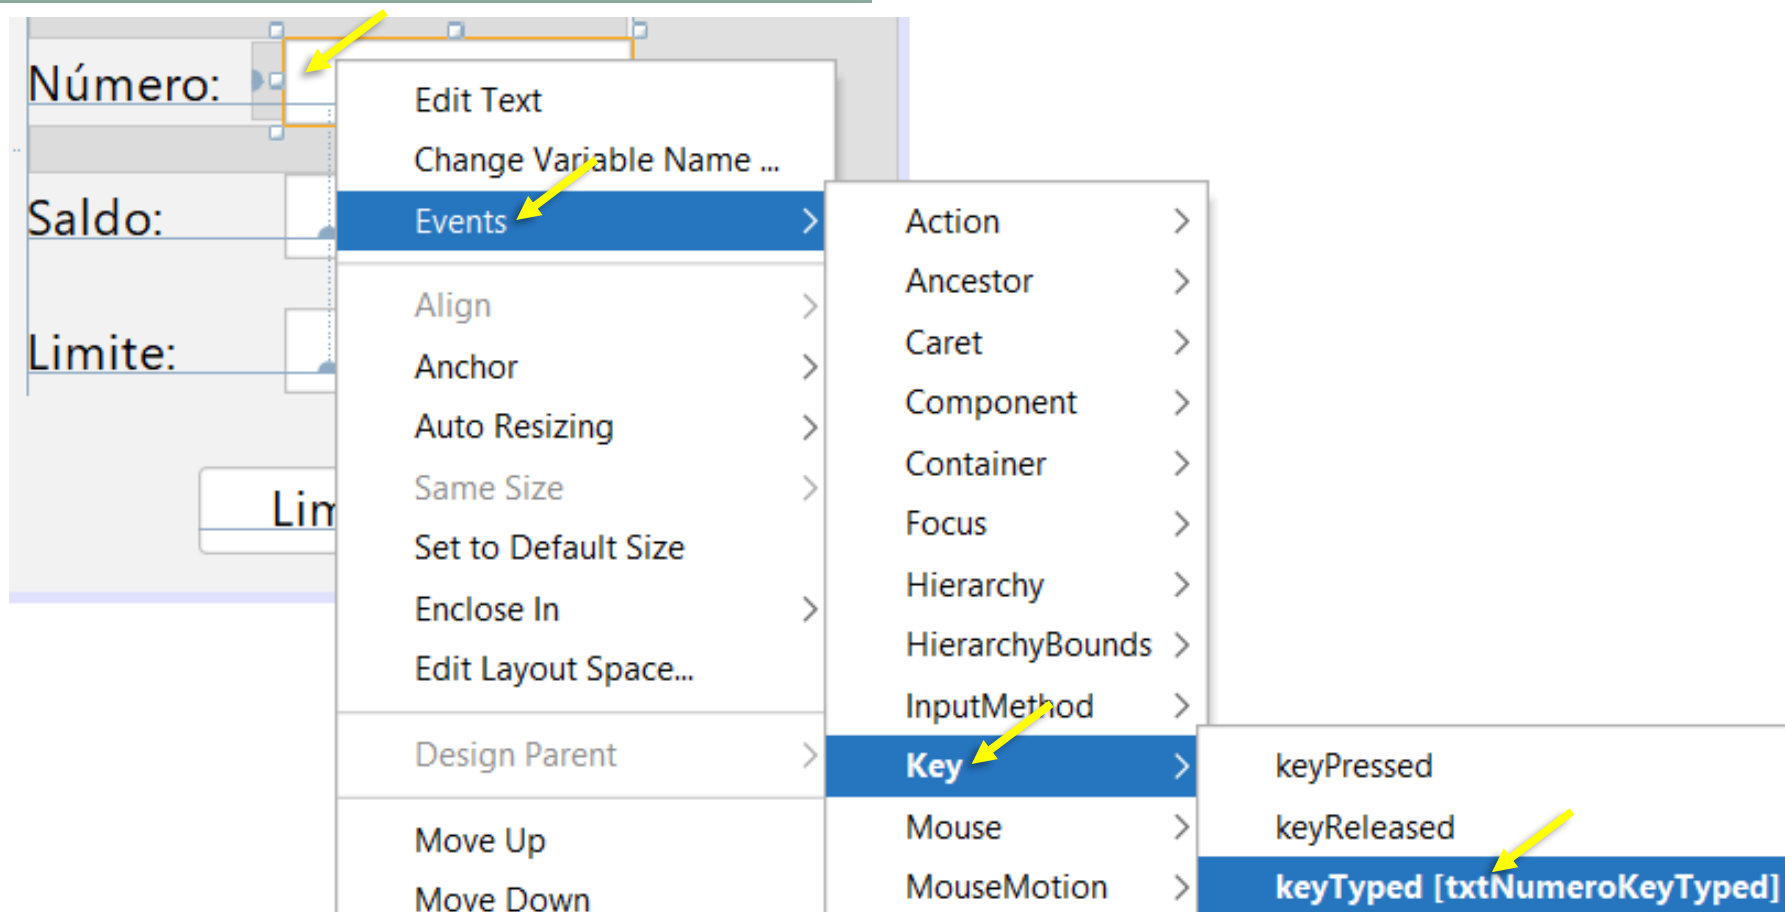 Número:
Saldo:
Limite:
Lim
Edit Text
Change Variable Name ...
Events
Align
Anchor
Auto Resizing
Same Size
Set to Default Size
Enclose In
Edit Layout Space...
Design Parent
Move Up
Move Down
Action
Ancestor
Caret
Component
Container
Focus
Hierarchy
HierarchyBounds
InputMethod
Key
Mouse
MouseMotion
keyPressed
keyReleased
keyTyped [txtNumeroKeyTyped]